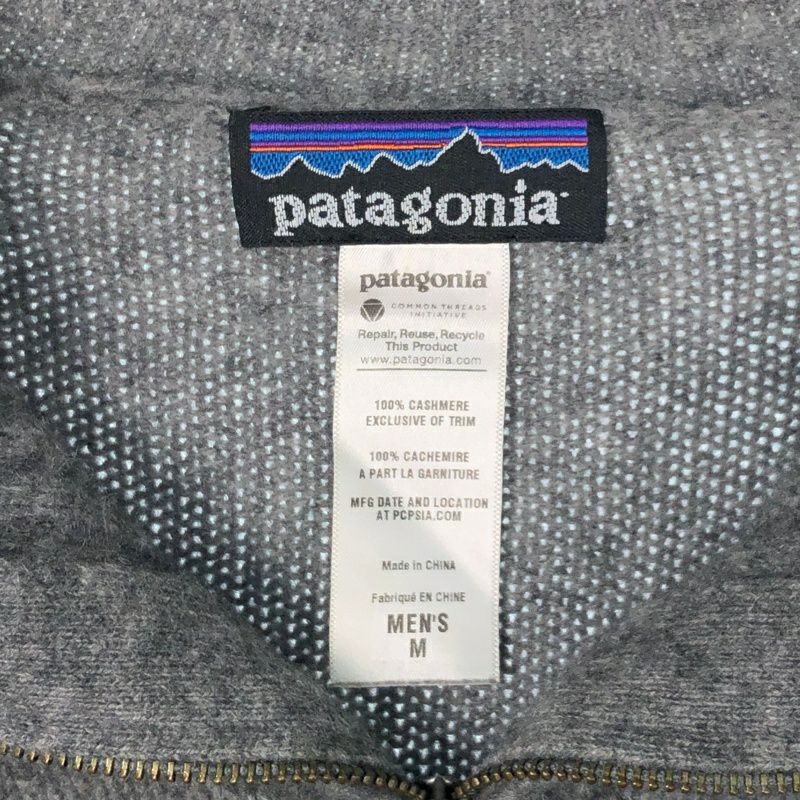 patagonia
patagonia®
COMMON THREADS
INITIATIVE
Repair, Reuse, Recycle
This Product
www.patagonia.com
100% CASHMERE
EXCLUSIVE OF TRIM
100% CACHEMIRE
A PART LA GARNITURE
MFG DATE AND LOCATION
AT PCPSIA.COM
Made in CHINA
Fabriqué EN CHINE
MEN'S
M